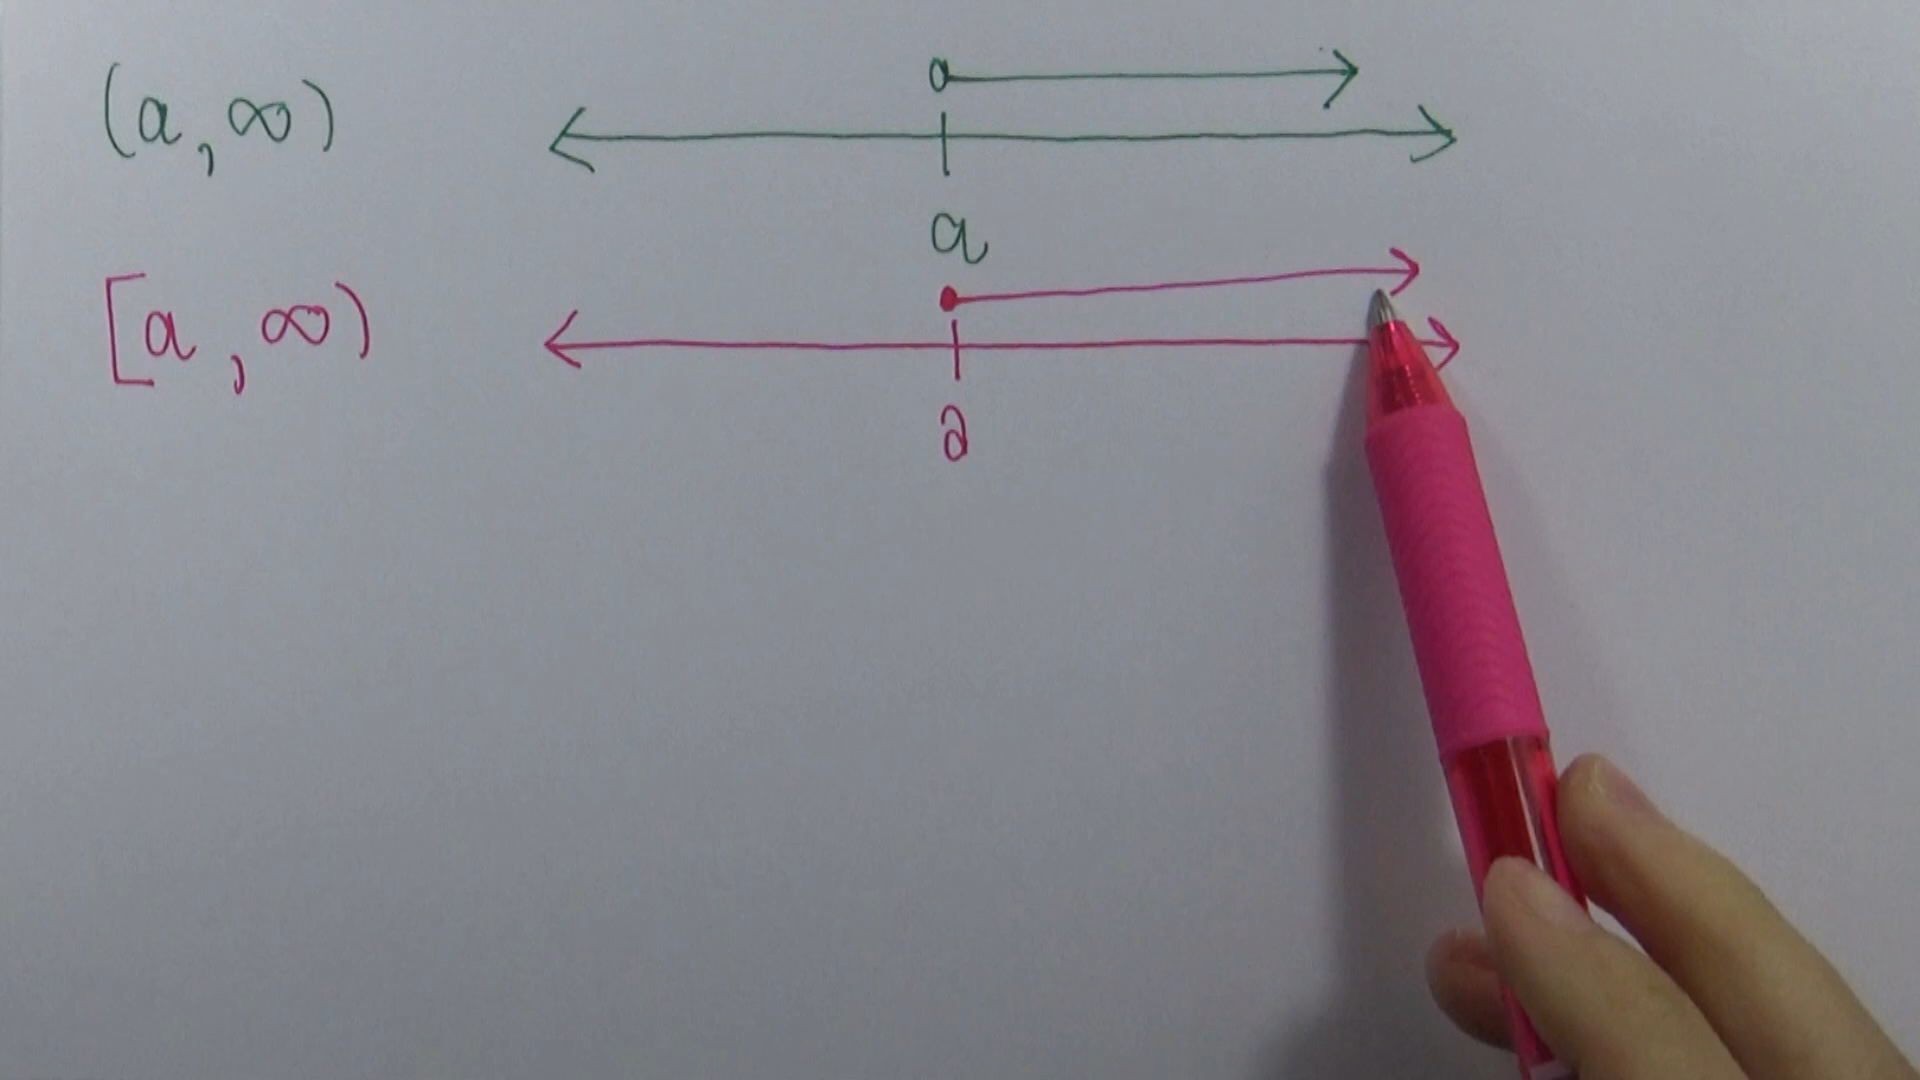 (a, ∞)
a
[a, ∞)
a